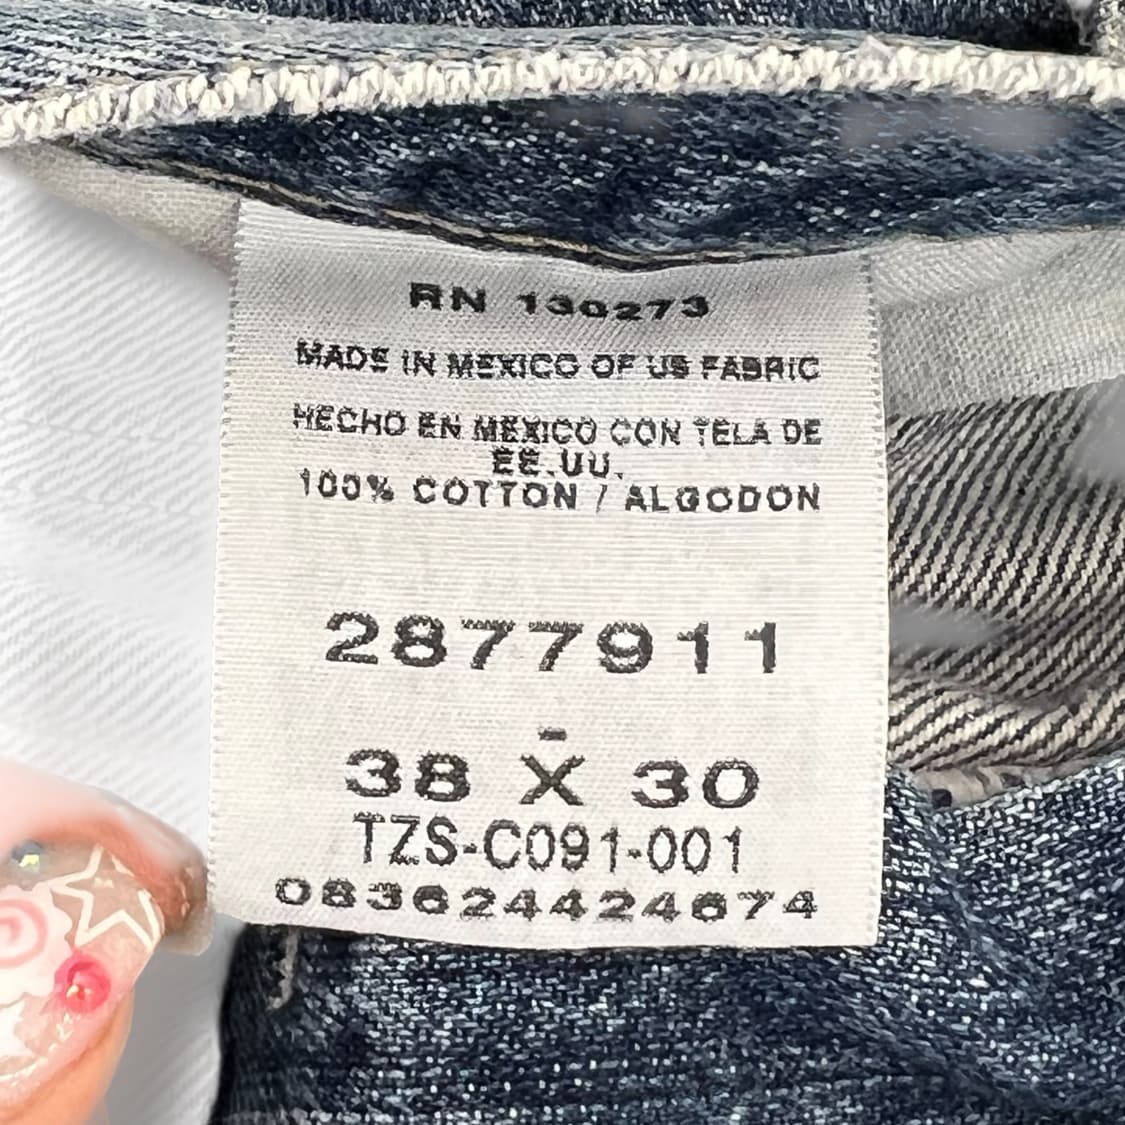 RN 130273
MADE IN MEXICO OF US FABRIC
HECHO EN MEXICO CON TELA DE
EE.UU.
100% COTTON / ALGODON
2877911
-
38 X 30
TZS-C091-001
083624424674